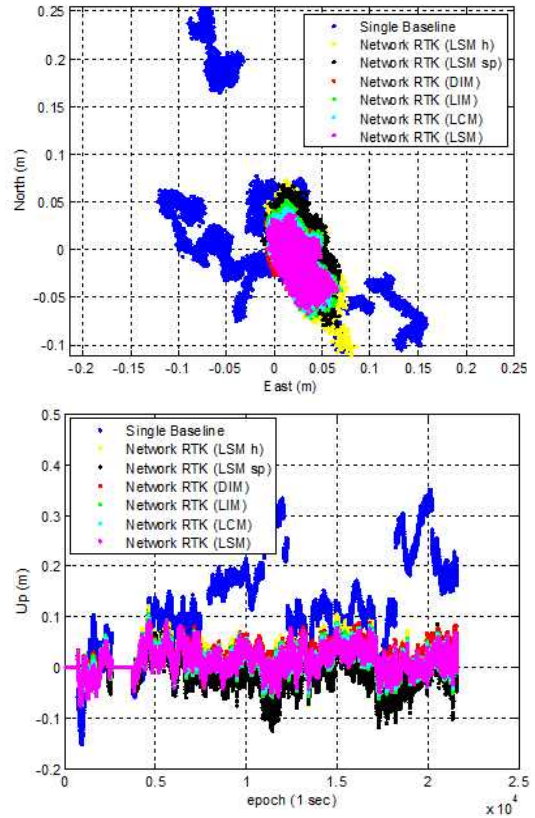 0.25
0.2
0.15
0.1
0.05
0
-0.05
-0.1
North (m)
Single Baseline
Network RTK (LSM h)
Network RTK (LSM sp)
Network RTK (DIM)
Network RTK (LIM)
Network RTK (LCM)
Network RTK (LSM)
-0.2 -0.15 -0.1 -0.05 0 0.05 0.1 0.15 0.2 0.25
East (m)
0.5
0.4
0.3
0.2
0.1
0
-0.1
-0.2
Up (m)
Single Baseline
Network RTK (LSM h)
Network RTK (LSM sp)
Network RTK (DIM)
Network RTK (LIM)
Network RTK (LCM)
Network RTK (LSM)
0 0.5 1 1.5 2 2.5
epoch (1 sec)
x 10^4